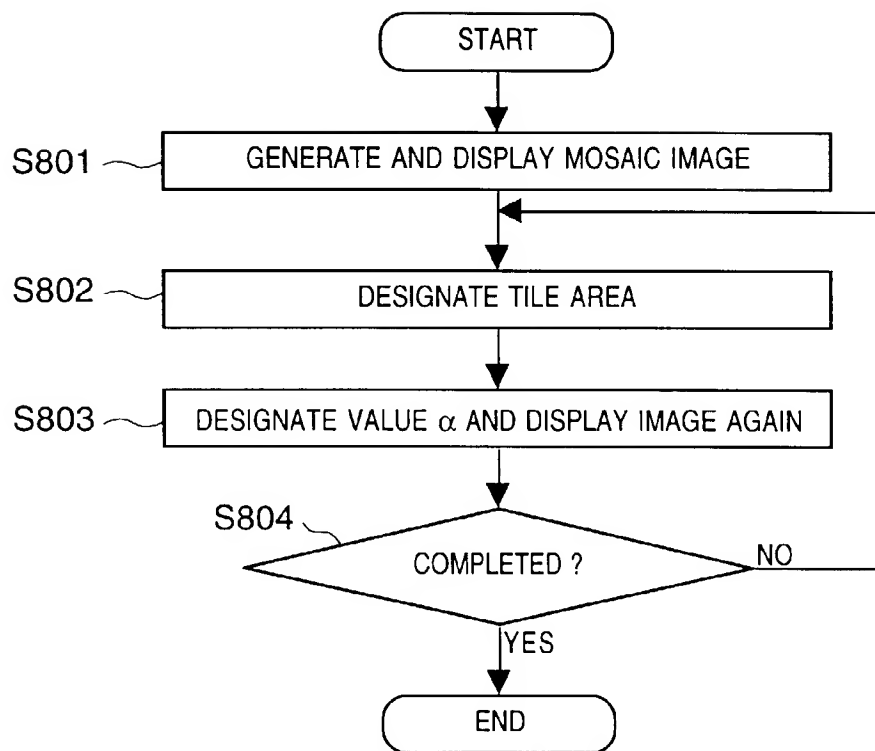 START
S801
GENERATE AND DISPLAY MOSAIC IMAGE
S802
DESIGNATE TILE AREA
S803
DESIGNATE VALUE α AND DISPLAY IMAGE AGAIN
S804
COMPLETED ?
NO
YES
END